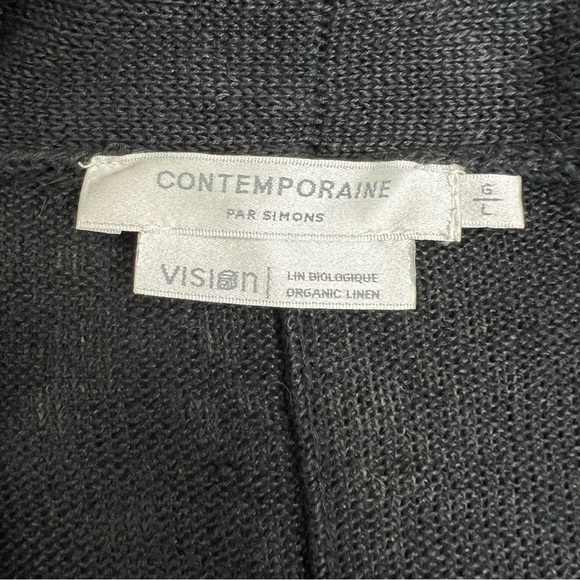 CONTEMPORAINE
PAR SIMONS
G
L
VISION
LIN BIOLOGIQUE
ORGANIC LINEN